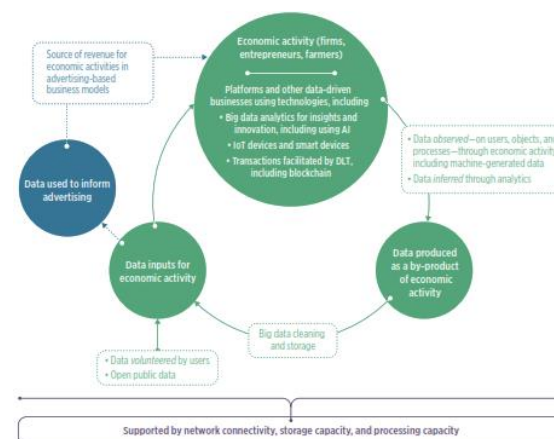 Economic activity (firms,
entrepreneurs, farmers)
Platforms and other data-driven
businesses using technologies, including
• Big data analytics for insights and
innovation, including using AI
• IoT devices and smart devices
• Transactions facilitated by DLT,
including blockchain
Source of revenue for
economic activities in
advertising-based
business models
• Data observed—on users, objects, and
processes—through economic activity
including machine-generated data
• Data inferred through analytics
Data used to inform
advertising
Data inputs for
economic activity
Data produced
as a by-product
of economic
activity
Big data cleaning
and storage
• Data volunteered by users
• Open public data
Supported by network connectivity, storage capacity, and processing capacity